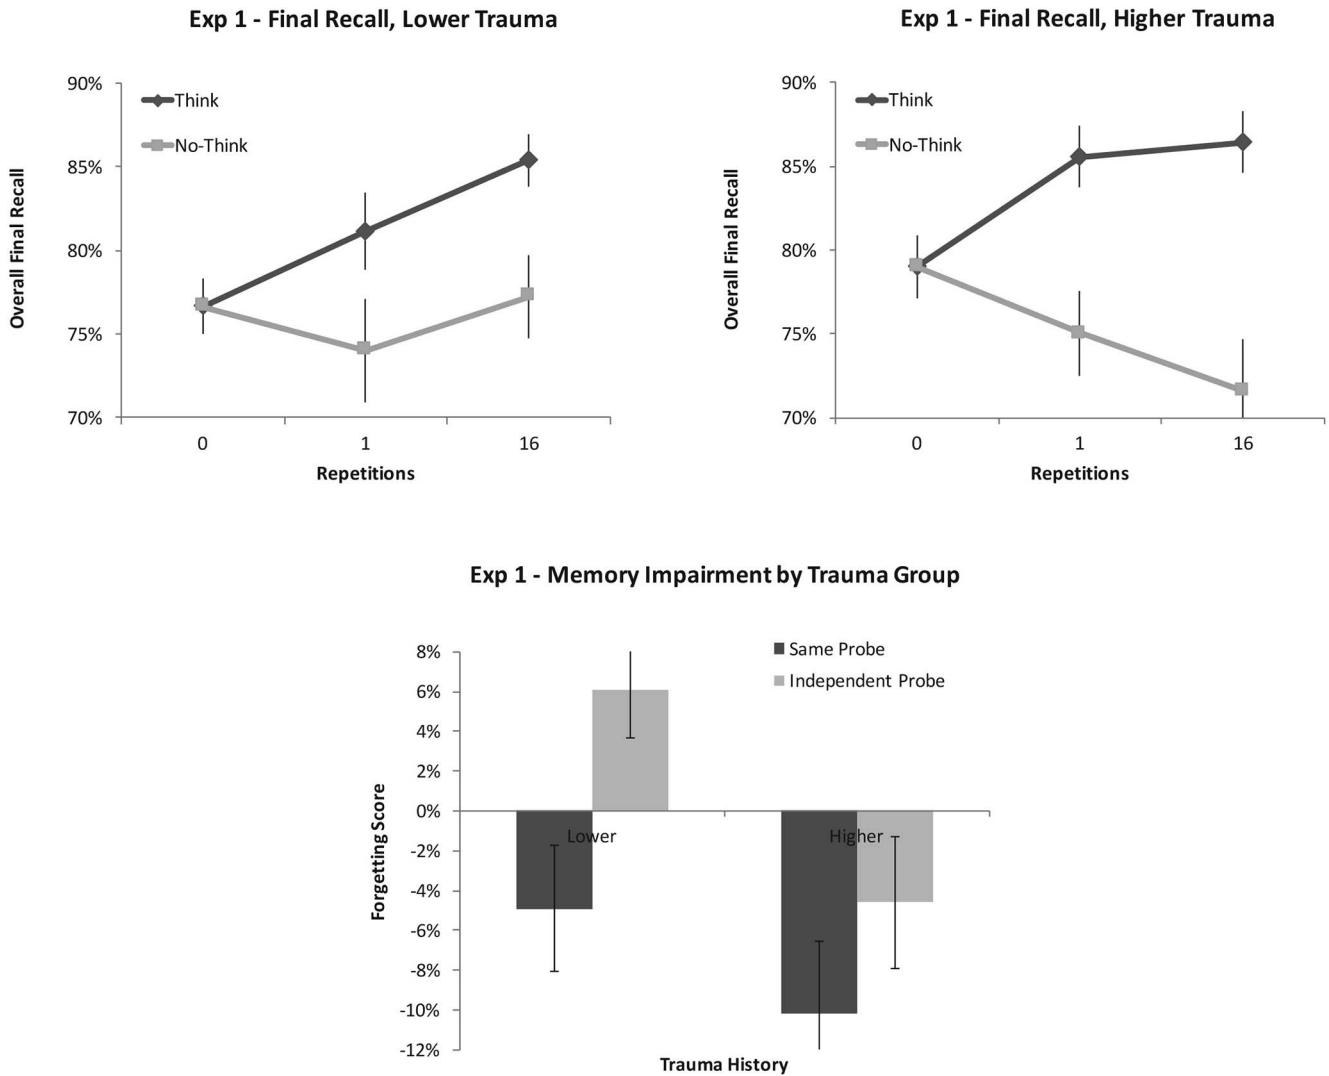 Exp 1 - Final Recall, Lower Trauma
90%
85%
80%
75%
70%
Overall Final Recall
Think
No-Think
0 1 16
Repetitions
Exp 1 - Final Recall, Higher Trauma
90%
85%
80%
75%
70%
Overall Final Recall
Think
No-Think
0 1 16
Repetitions
Exp 1 - Memory Impairment by Trauma Group
8%
6%
4%
2%
0%
-2%
-4%
-6%
-8%
-10%
-12%
Forgetting Score
Same Probe
Independent Probe
Lower Higher
Trauma History